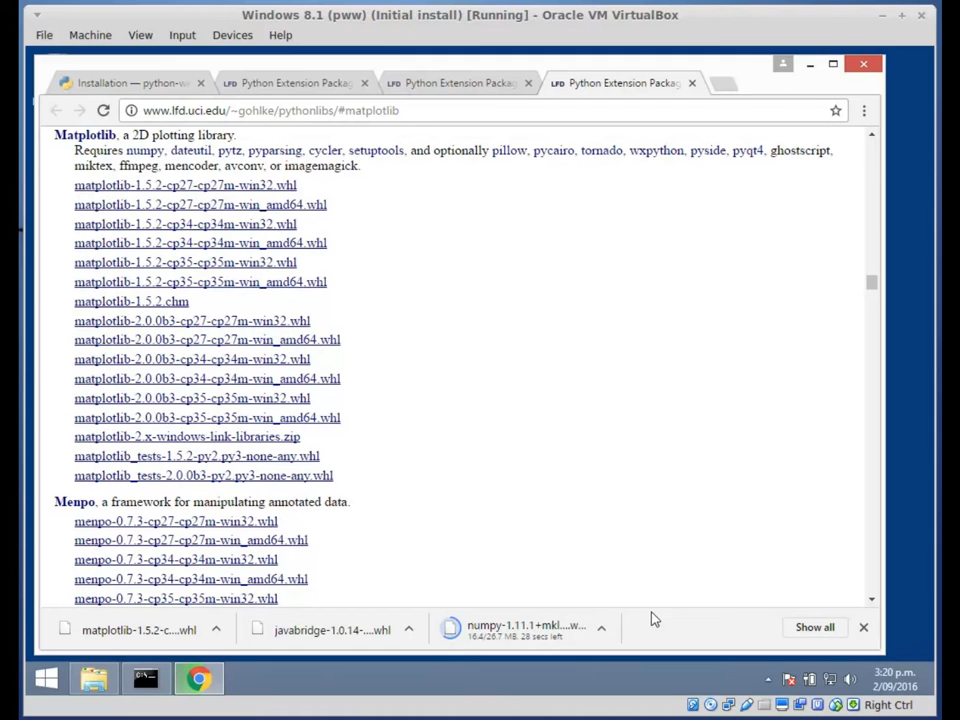 Windows 8.1 (pww) (Initial install) [Running] - Oracle VM VirtualBox
File Machine View Input Devices Help
Installation — python-w
LFD Python Extension Packag
LFD Python Extension Packag
LFD Python Extension Packag
www.lfd.uci.edu/~gohlke/pythonlibs/#matplotlib
Matplotlib, a 2D plotting library.
Requires numpy, dateutil, pytz, pyparsing, cycler, setuptools, and optionally pillow, pycairo, tornado, wxpython, pyside, pyqt4, ghostscript,
miktex, ffmpeg, mencoder, avconv, or imagemagick.
matplotlib-1.5.2-cp27-cp27m-win32.whl
matplotlib-1.5.2-cp27-cp27m-win_amd64.whl
matplotlib-1.5.2-cp34-cp34m-win32.whl
matplotlib-1.5.2-cp34-cp34m-win_amd64.whl
matplotlib-1.5.2-cp35-cp35m-win32.whl
matplotlib-1.5.2-cp35-cp35m-win_amd64.whl
matplotlib-1.5.2.chm
matplotlib-2.0.0b3-cp27-cp27m-win32.whl
matplotlib-2.0.0b3-cp27-cp27m-win_amd64.whl
matplotlib-2.0.0b3-cp34-cp34m-win32.whl
matplotlib-2.0.0b3-cp34-cp34m-win_amd64.whl
matplotlib-2.0.0b3-cp35-cp35m-win32.whl
matplotlib-2.0.0b3-cp35-cp35m-win_amd64.whl
matplotlib-2.x-windows-link-libraries.zip
matplotlib_tests-1.5.2-py2.py3-none-any.whl
matplotlib_tests-2.0.0b3-py2.py3-none-any.whl
Menpo, a framework for manipulating annotated data.
menpo-0.7.3-cp27-cp27m-win32.whl
menpo-0.7.3-cp27-cp27m-win_amd64.whl
menpo-0.7.3-cp34-cp34m-win32.whl
menpo-0.7.3-cp34-cp34m-win_amd64.whl
menpo-0.7.3-cp35-cp35m-win32.whl
matplotlib-1.5.2-c....whl
javabridge-1.0.14-....whl
numpy-1.11.1+mkl....w...
16.4/26.7 MB, 28 secs left
Show all
3:20 p.m.
2/09/2016
Right Ctrl